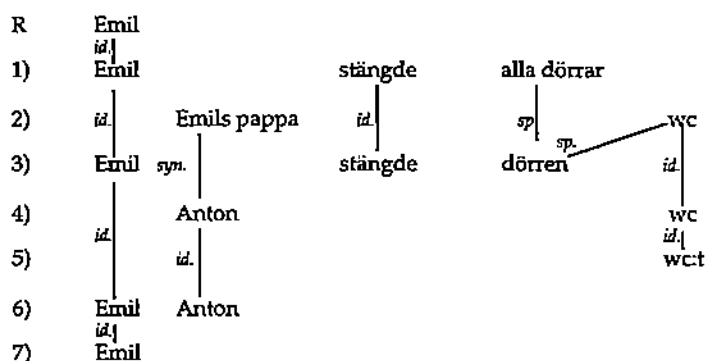 R Emil
id.
1) Emil stängde alla dörrar
2) id. Emils pappa id. sp. wc
sp.
3) Emil syn. stängde dörren id.
4) Anton wc
id. id. id.
5) wc:t
6) Emil Anton
id.
7) Emil